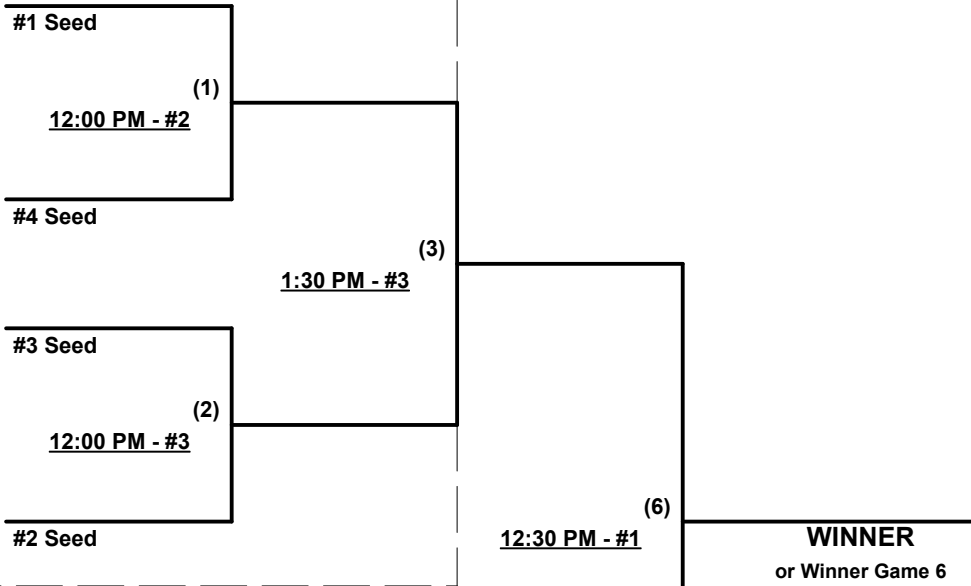 #1 Seed
(1)
12:00 PM - #2
#4 Seed
(3)
1:30 PM - #3
#3 Seed
(2)
12:00 PM - #3
#2 Seed
(6)
12:30 PM - #1
WINNER
or Winner Game 6